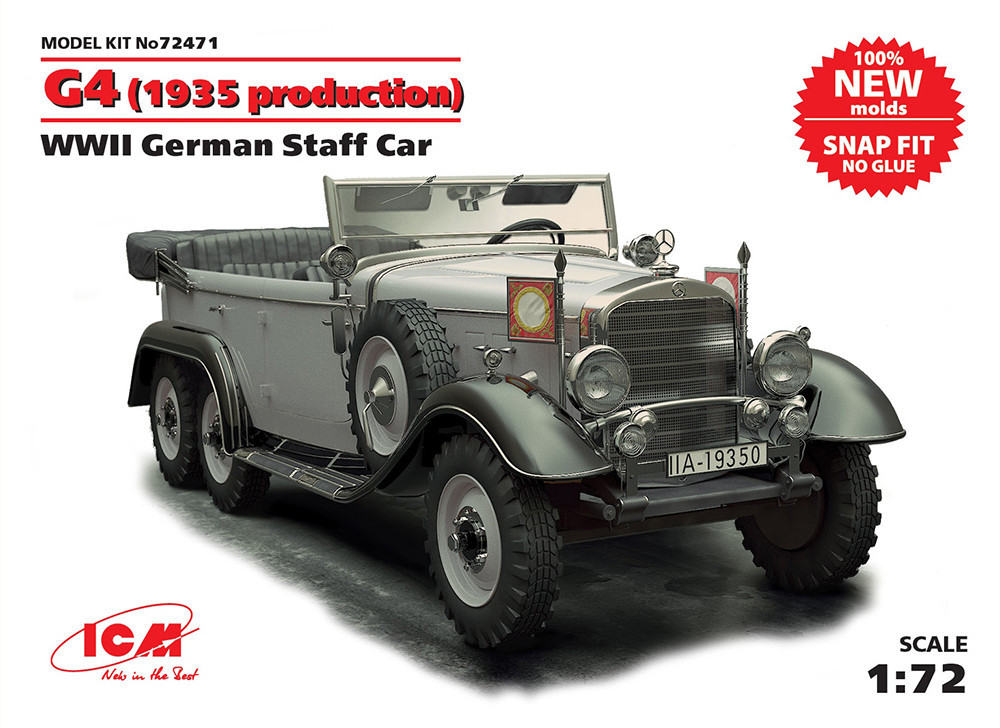 MODEL KIT No72471
G4 (1935 production)
WWII German Staff Car
100%
NEW
molds
SNAP FIT
NO GLUE
IIA-19350
ICM
New in the Best
SCALE
1:72